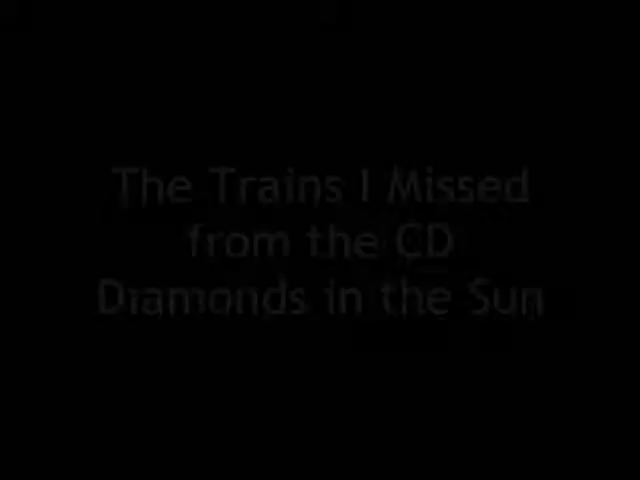 The Trains I Missed
from the CD
Diamonds in the Sun